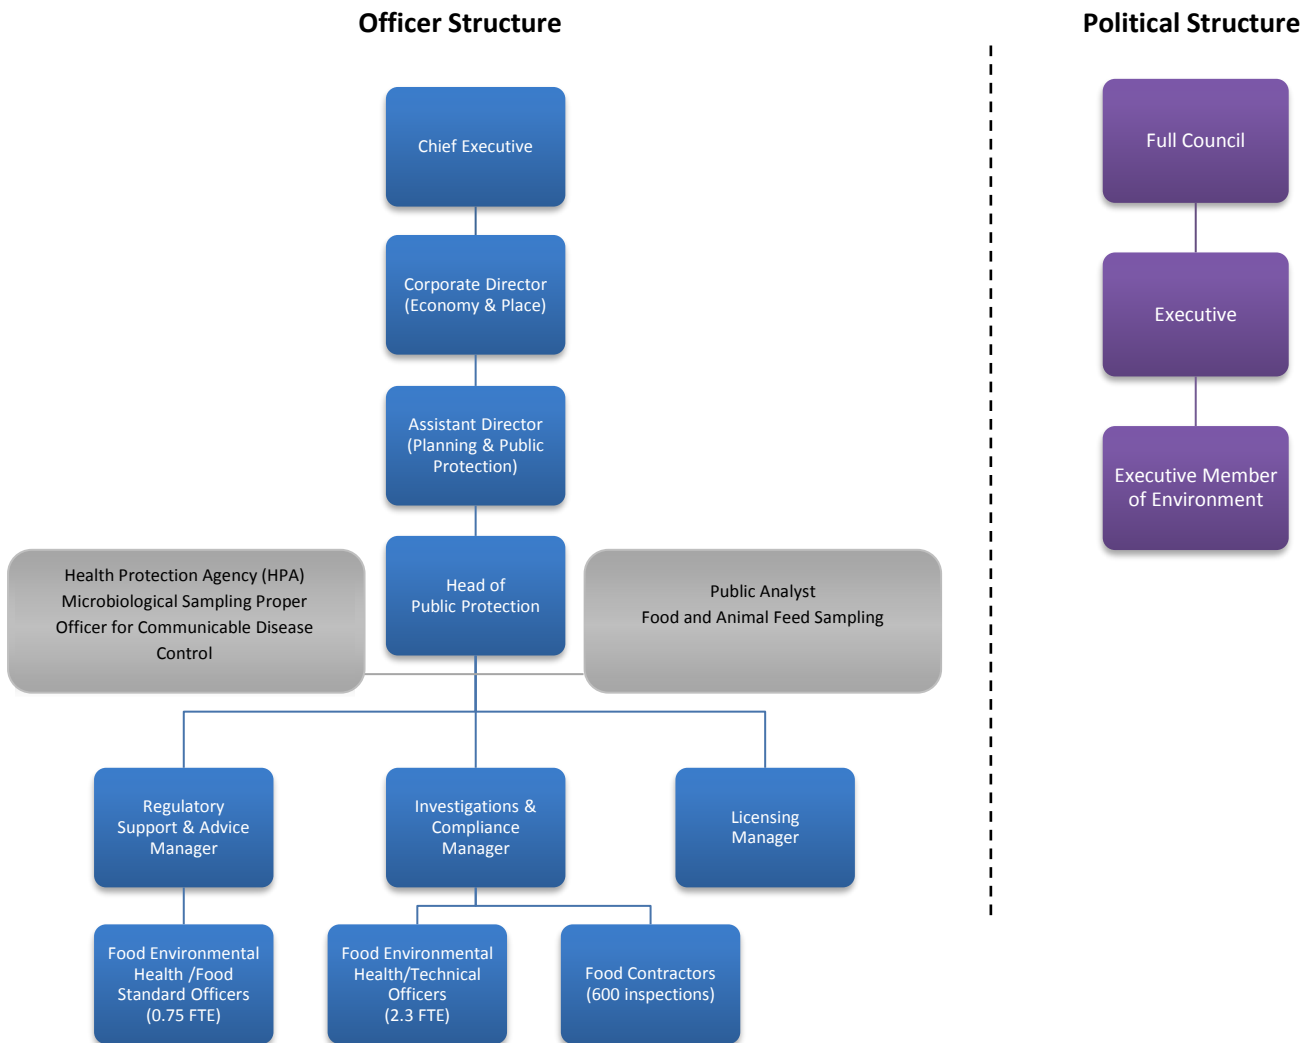 Officer Structure
Political Structure
Chief Executive
Full Council
Corporate Director
(Economy & Place)
Executive
Assistant Director
(Planning & Public
Protection)
Executive Member
of Environment
Health Protection Agency (HPA)
Microbiological Sampling Proper
Officer for Communicable Disease
Control
Head of
Public Protection
Public Analyst
Food and Animal Feed Sampling
Regulatory
Support & Advice
Manager
Investigations &
Compliance
Manager
Licensing
Manager
Food Environmental
Health /Food
Standard Officers
(0.75 FTE)
Food Environmental
Health/Technical
Officers
(2.3 FTE)
Food Contractors
(600 inspections)